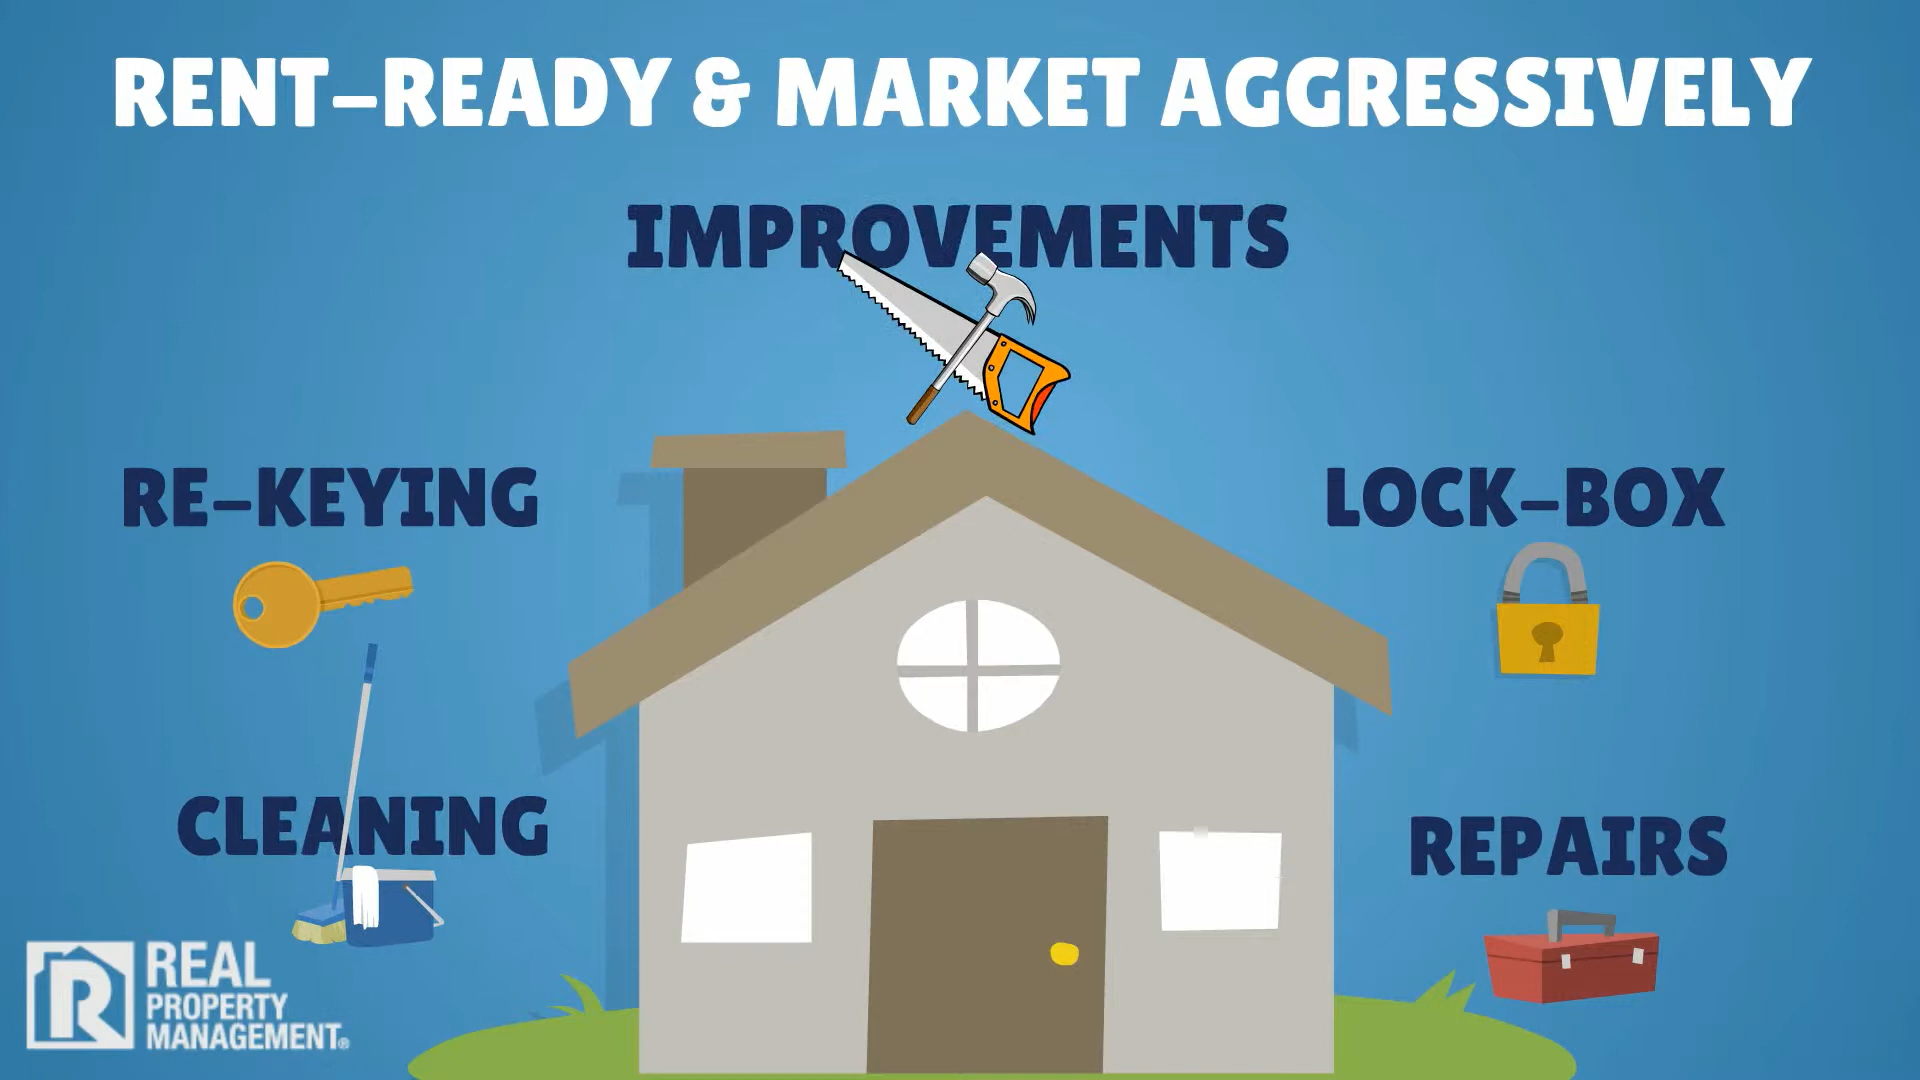 RENT-READY & MARKET AGGRESSIVELY
IMPROVEMENTS
RE-KEYING
LOCK-BOX
CLEANING
REPAIRS
R
REAL
PROPERTY
MANAGEMENT®